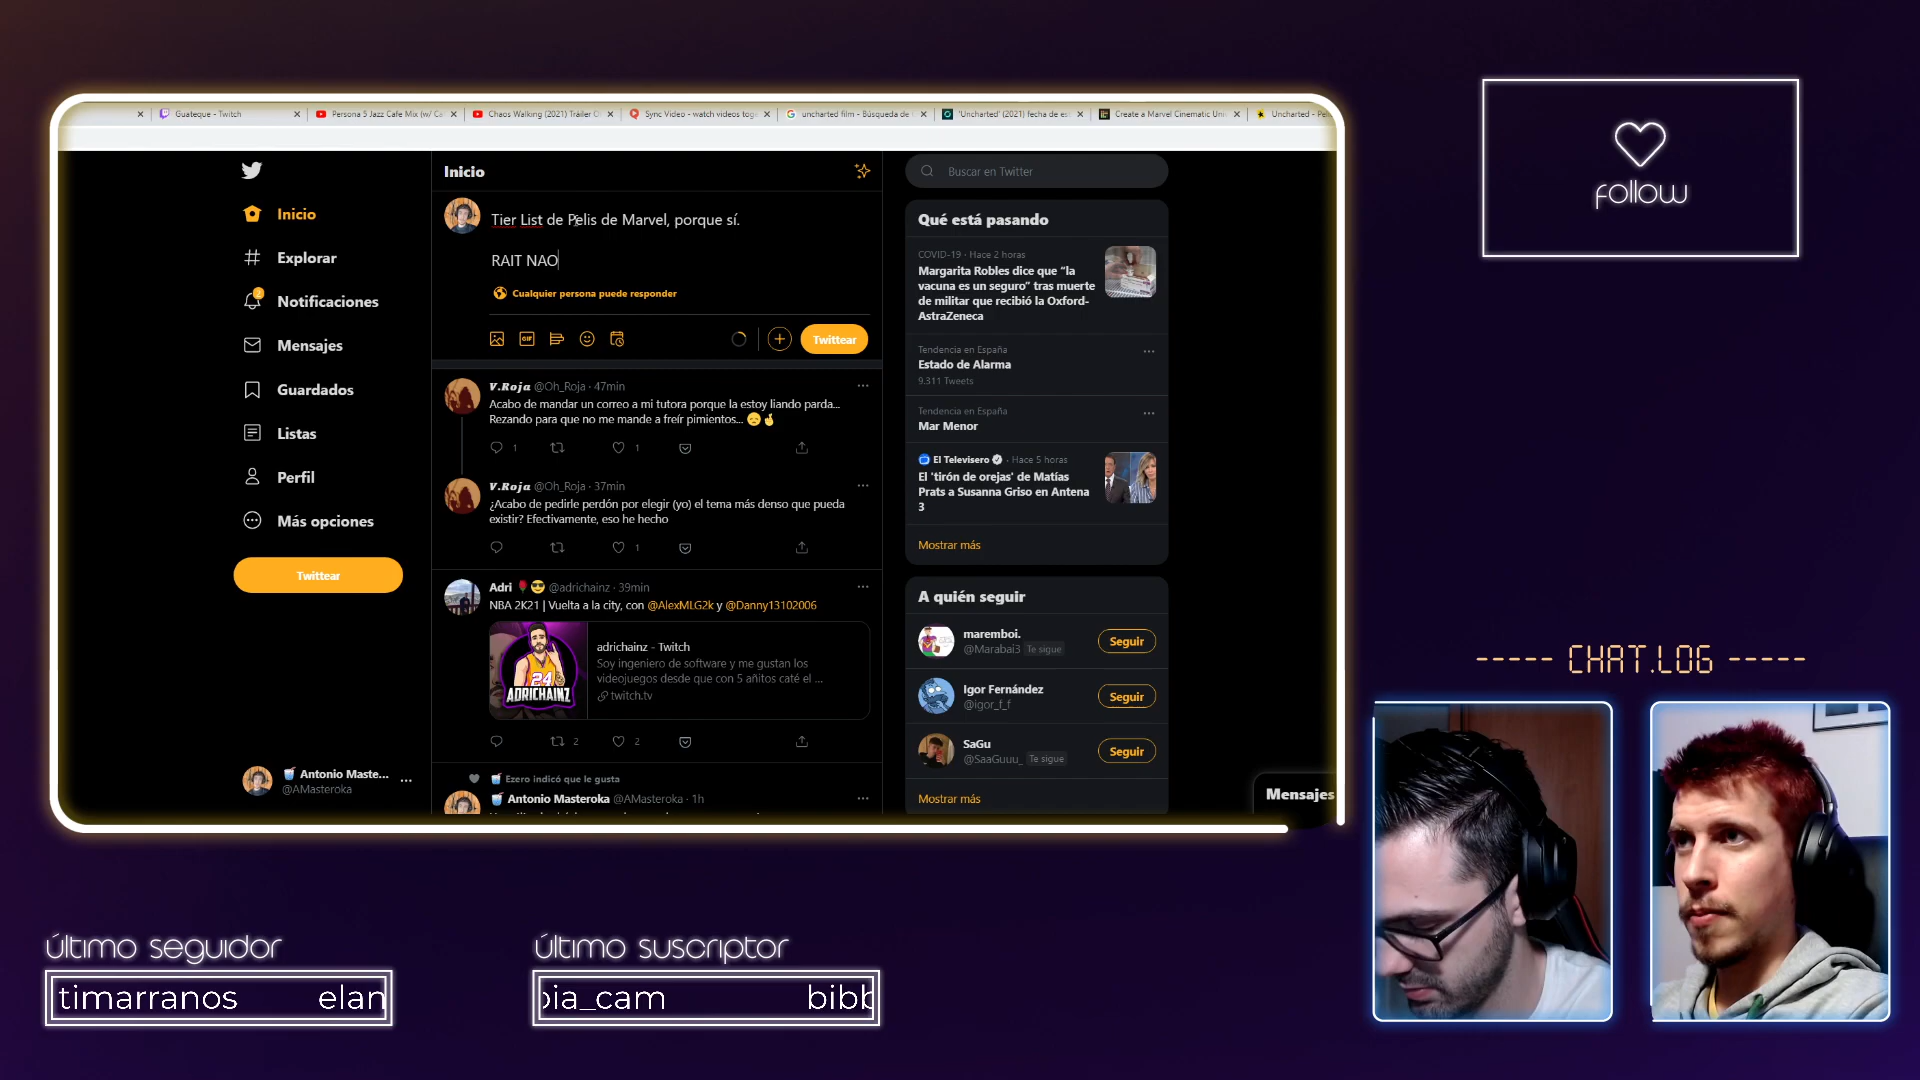 Guateque - Twitch
Persona 5 Jazz Cafe Mix (w/ Ca
Chaos Walking (2021) Tráiler O
Sync Video - watch videos toge
uncharted film - Búsqueda de
'Uncharted' (2021) fecha de es
Create a Marvel Cinematic Uni
Uncharted - Pe
Inicio
Explorar
2
Notificaciones
Mensajes
Guardados
Listas
Perfil
Más opciones
Twittear
Antonio Maste...
@AMasteroka
Inicio
Tier List de Pelis de Marvel, porque sí.
RAIT NAO
Cualquier persona puede responder
GIF
Twittear
V.Roja @Oh_Roja · 47min
Acabo de mandar un correo a mi tutora porque la estoy liando parda...
Rezando para que no me mande a freír pimientos...
1 1
V.Roja @Oh_Roja · 37min
¿Acabo de pedirle perdón por elegir (yo) el tema más denso que pueda
existir? Efectivamente, eso he hecho
1
Adri @adrichainz · 39min
NBA 2K21 | Vuelta a la city, con @AlexMLG2k y @Danny13102006
24
ADRICHAINZ
adrichainz - Twitch
Soy ingeniero de software y me gustan los
videojuegos desde que con 5 añitos caté el ...
twitch.tv
2 2
Ezero indicó que le gusta
Antonio Masteroka @AMasteroka · 1h
Buscar en Twitter
Qué está pasando
COVID-19 · Hace 2 horas
Margarita Robles dice que “la
vacuna es un seguro” tras muerte
de militar que recibió la Oxford-
AstraZeneca
Tendencia en España
Estado de Alarma
9.311 Tweets
Tendencia en España
Mar Menor
El Televisero · Hace 5 horas
El 'tirón de orejas' de Matías
Prats a Susanna Griso en Antena
3
Mostrar más
A quién seguir
maremboi.
@Marabai3 Te sigue
Seguir
Igor Fernández
@igor_f_f
Seguir
SaGu
@SaaGuuu_ Te sigue
Seguir
Mostrar más
Mensajes
follow
----- CHAT.LOG -----
último seguidor
timarranos elan
último suscriptor
bia_cam bibb